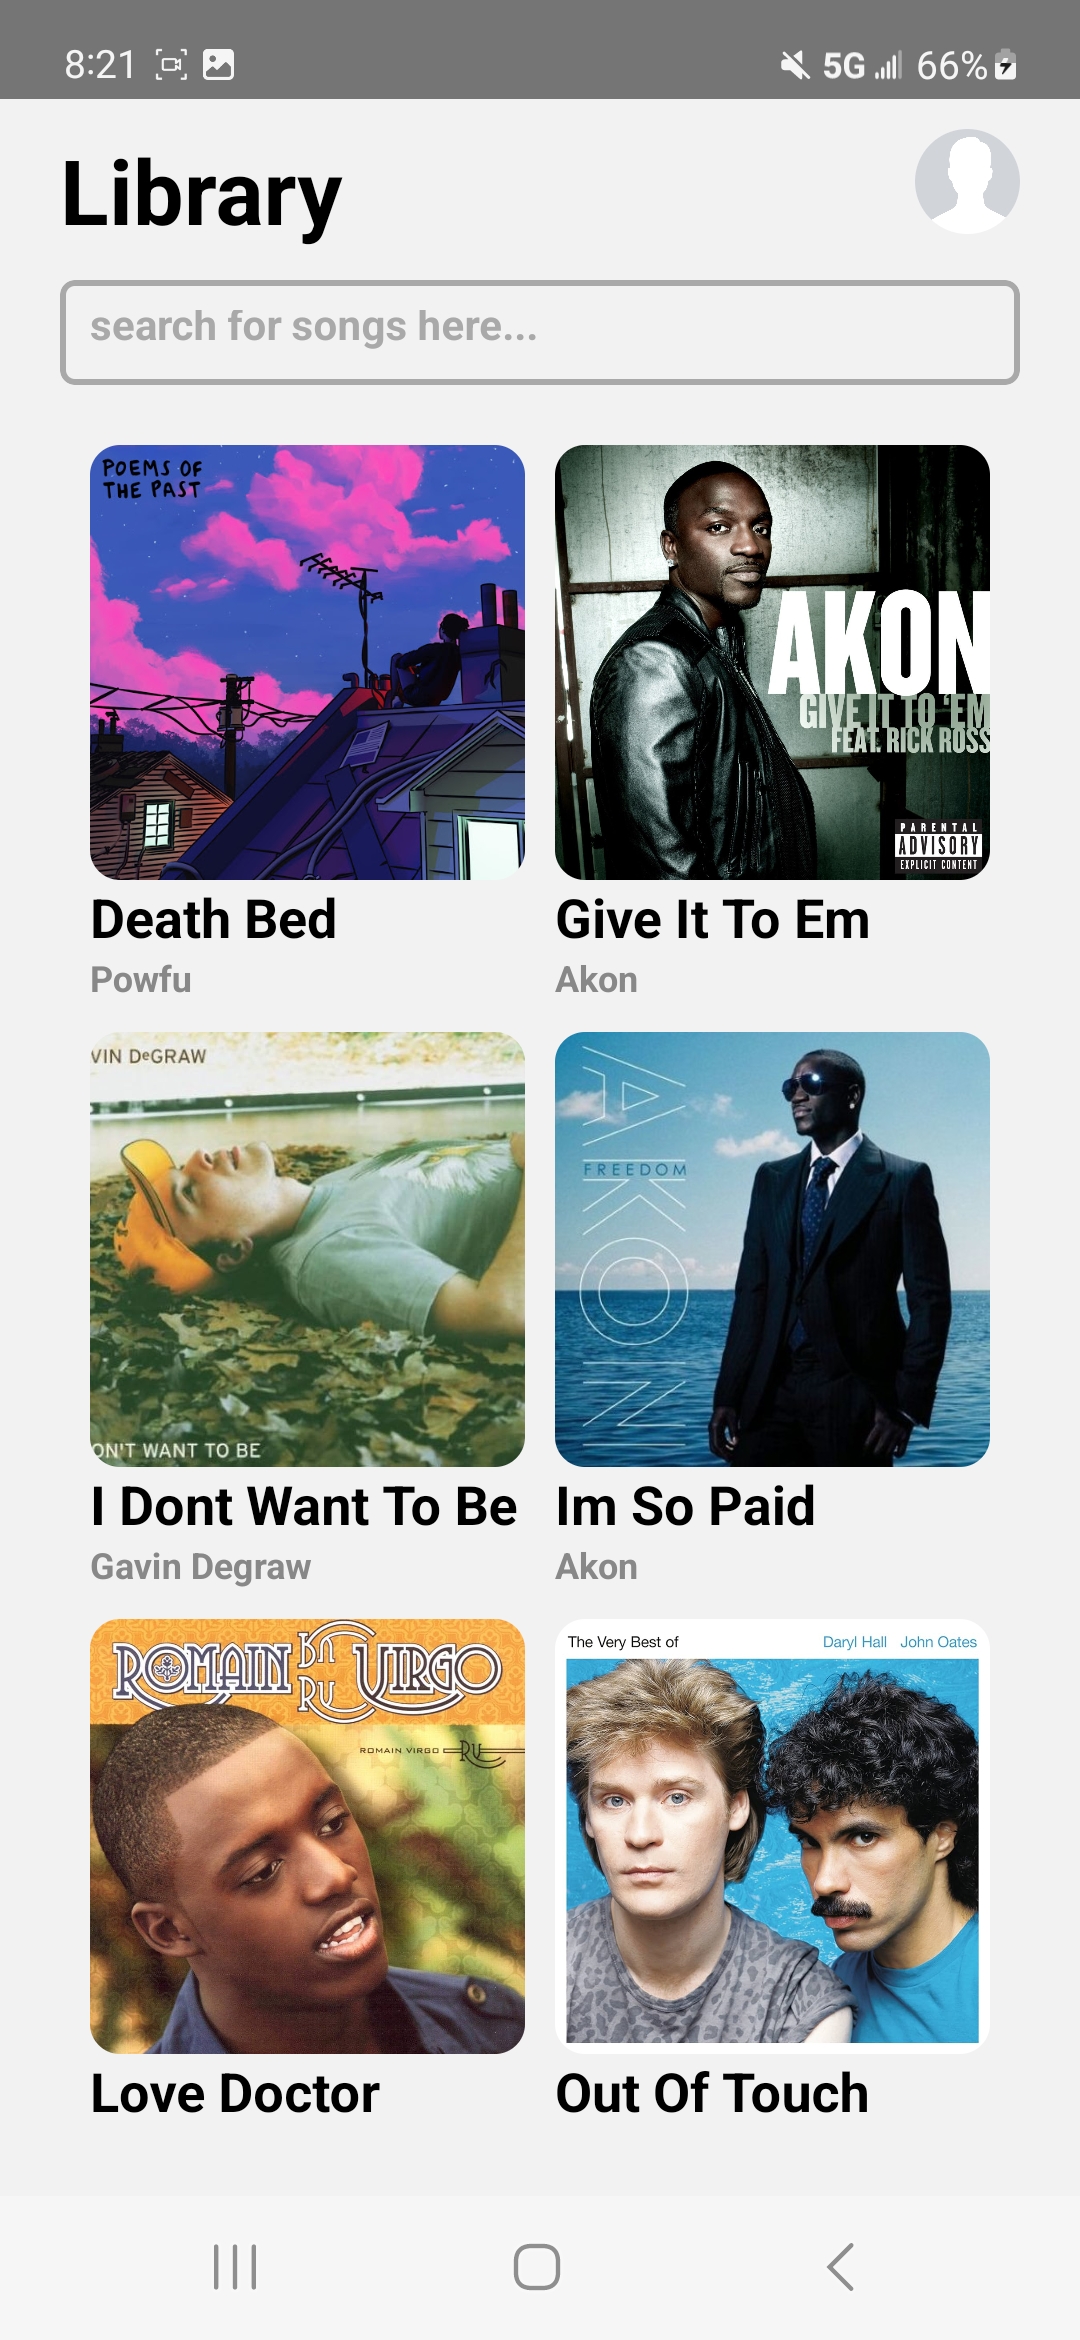 8:21
5G 66%
Library
search for songs here...
POEMS OF
THE PAST
AKON
GIVE IT TO 'EM
FEAT. RICK ROSS
PARENTAL
ADVISORY
EXPLICIT CONTENT
Death Bed
Powfu
Give It To Em
Akon
VIN DeGRAW
ON'T WANT TO BE
AKON
FREEDOM
I Dont Want To Be
Gavin Degraw
Im So Paid
Akon
ROMAIN RV VIRGO
ROMAIN VIRGO RV
The Very Best of Daryl Hall John Oates
Love Doctor
Out Of Touch